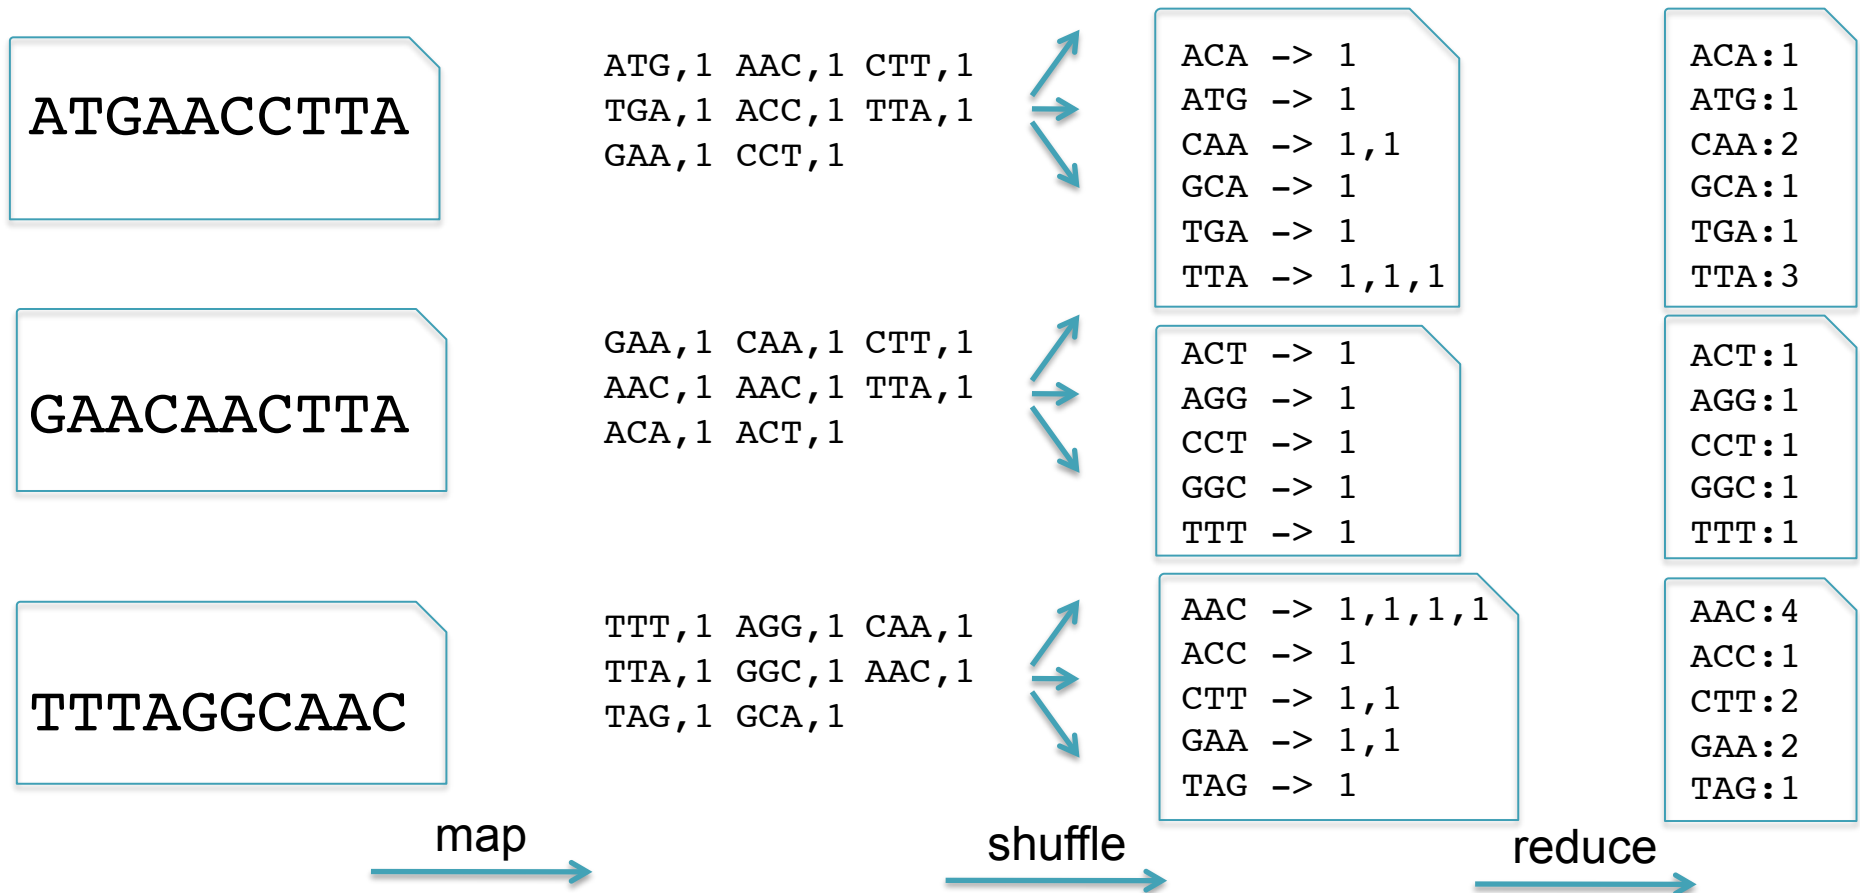 ATGAACCTTA
ATG,1 AAC,1 CTT,1
TGA,1 ACC,1 TTA,1
GAA,1 CCT,1
ACA -> 1
ATG -> 1
CAA -> 1,1
GCA -> 1
TGA -> 1
TTA -> 1,1,1
ACA:1
ATG:1
CAA:2
GCA:1
TGA:1
TTA:3
GAACAACTTA
GAA,1 CAA,1 CTT,1
AAC,1 AAC,1 TTA,1
ACA,1 ACT,1
ACT -> 1
AGG -> 1
CCT -> 1
GGC -> 1
TTT -> 1
ACT:1
AGG:1
CCT:1
GGC:1
TTT:1
TTTAGGCAAC
TTT,1 AGG,1 CAA,1
TTA,1 GGC,1 AAC,1
TAG,1 GCA,1
AAC -> 1,1,1,1
ACC -> 1
CTT -> 1,1
GAA -> 1,1
TAG -> 1
AAC:4
ACC:1
CTT:2
GAA:2
TAG:1
map
shuffle
reduce